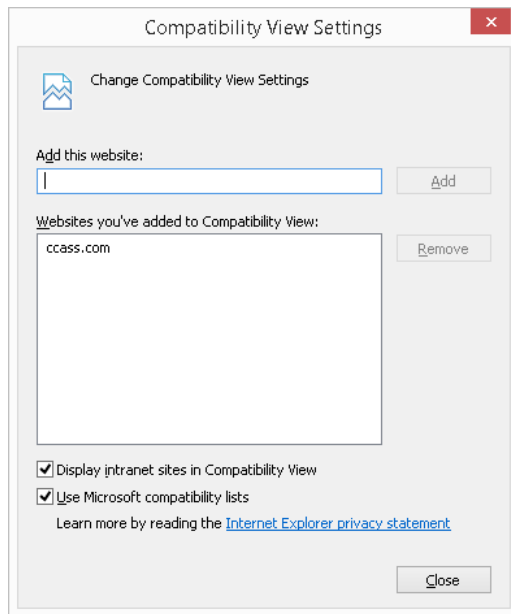 Compatibility View Settings
Change Compatibility View Settings
Add this website:
Add
Websites you've added to Compatibility View:
ccass.com
Remove
Display intranet sites in Compatibility View
Use Microsoft compatibility lists
Learn more by reading the Internet Explorer privacy statement
Close